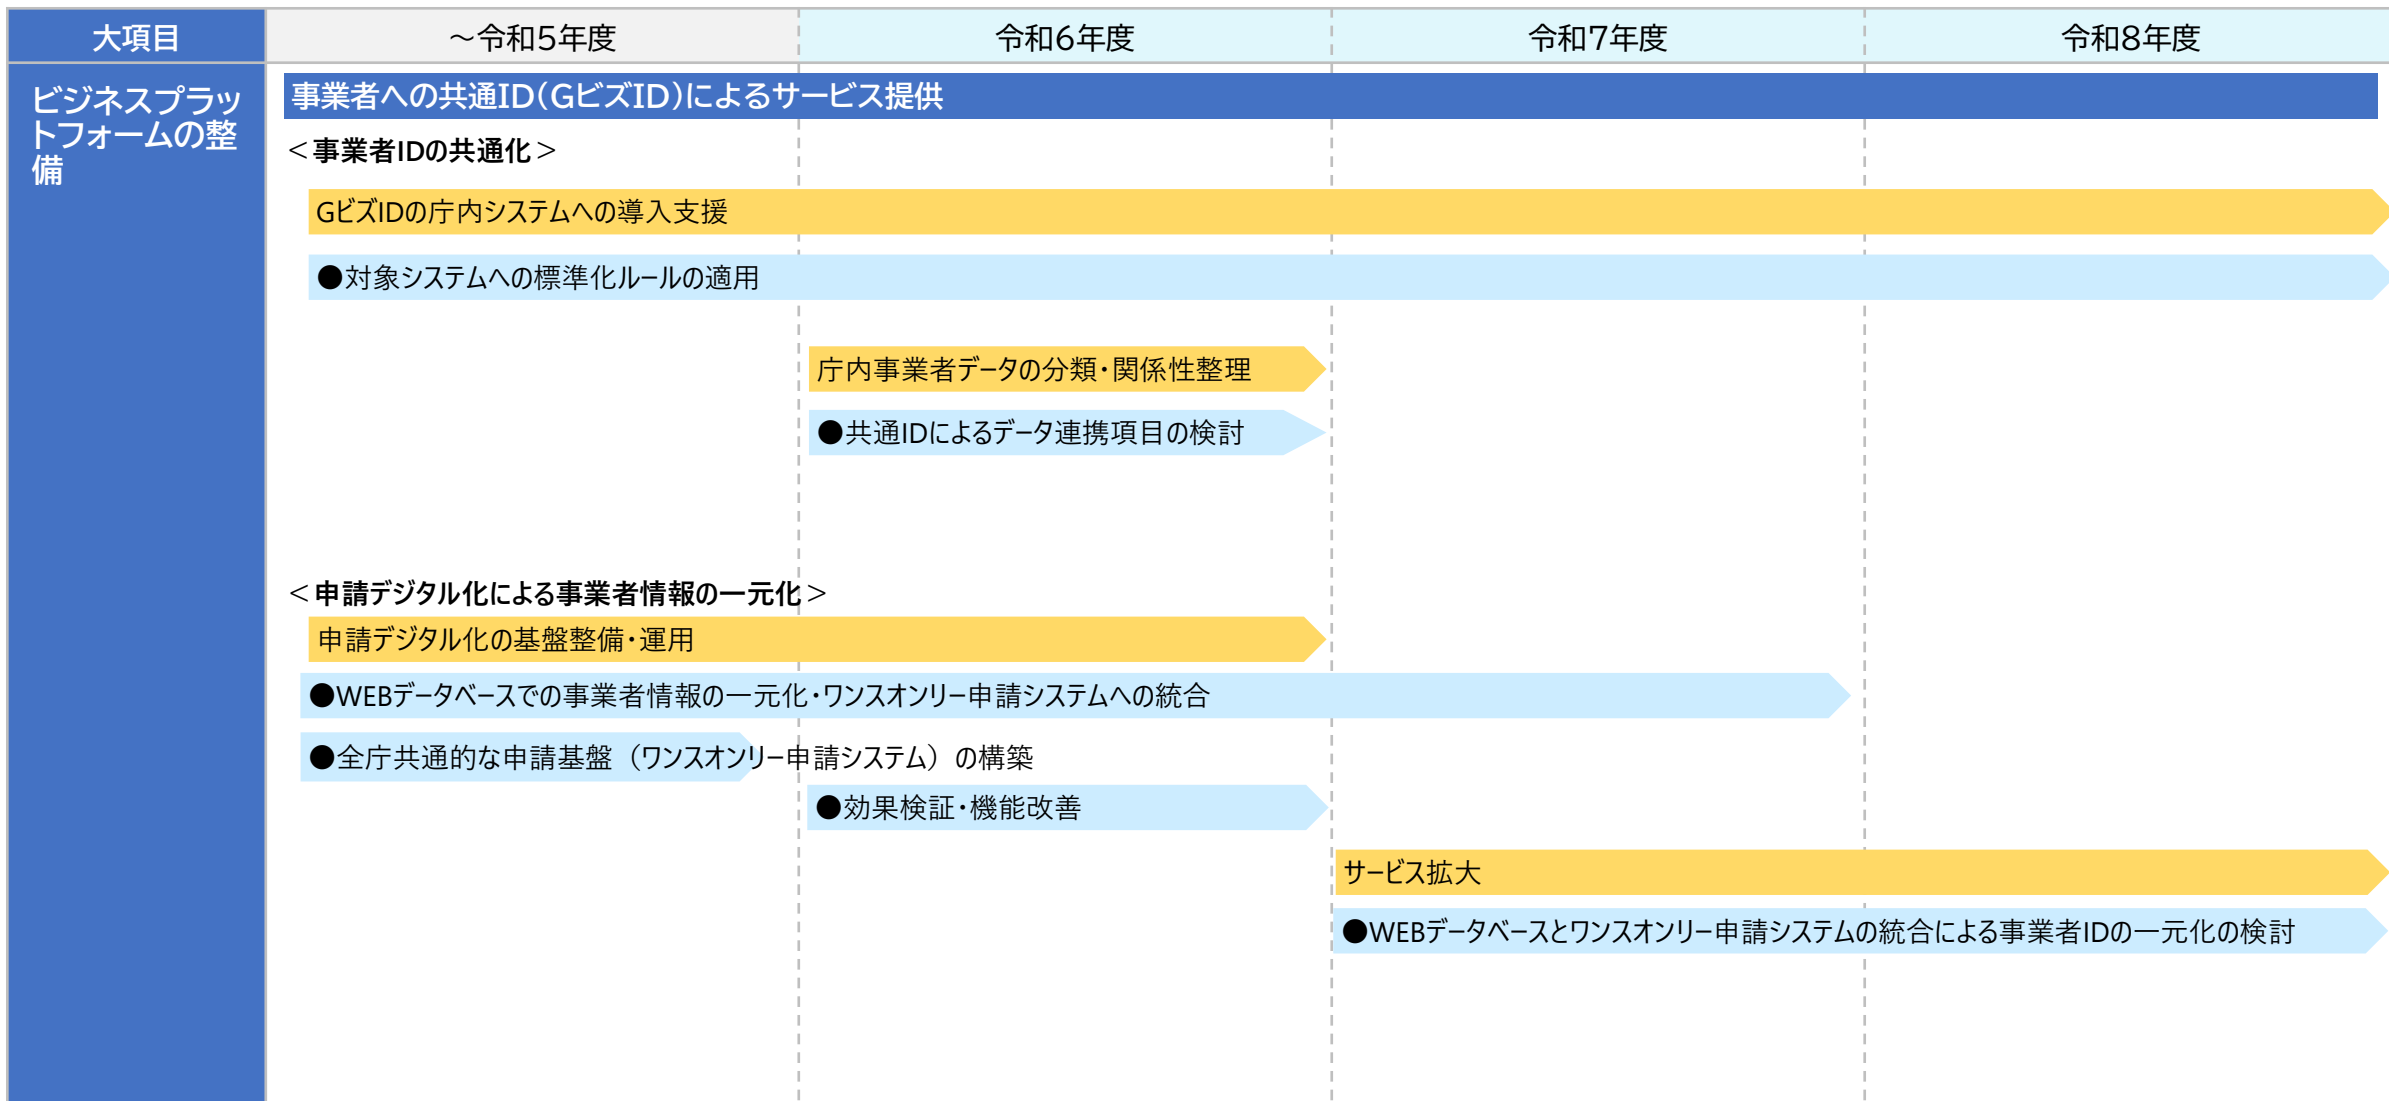 大項目
～令和5年度
令和6年度
令和7年度
令和8年度
ビジネスプラッ
トフォームの整
備
事業者への共通ID(GビズID)によるサービス提供
＜事業者IDの共通化＞
GビズIDの庁内システムへの導入支援
●対象システムへの標準化ルールの適用
庁内事業者データの分類・関係性整理
●共通IDによるデータ連携項目の検討
＜申請デジタル化による事業者情報の一元化＞
申請デジタル化の基盤整備・運用
●WEBデータベースでの事業者情報の一元化・ワンスオンリー申請システムへの統合
●全庁共通的な申請基盤（ワンスオンリー申請システム）の構築
●効果検証・機能改善
サービス拡大
●WEBデータベースとワンスオンリー申請システムの統合による事業者IDの一元化の検討